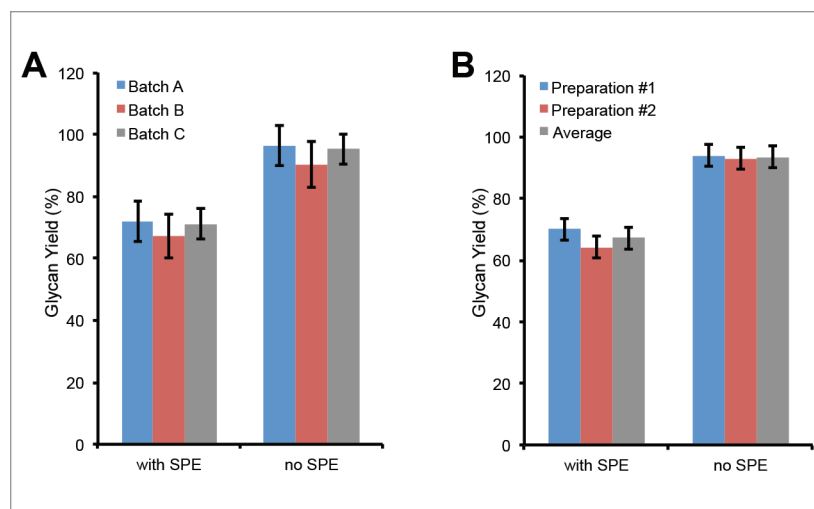 A
120
100
80
60
40
20
0
Glycan Yield (%)
Batch A
Batch B
Batch C
with SPE
no SPE
B
120
100
80
60
40
20
0
Glycan Yield (%)
Preparation #1
Preparation #2
Average
with SPE
no SPE